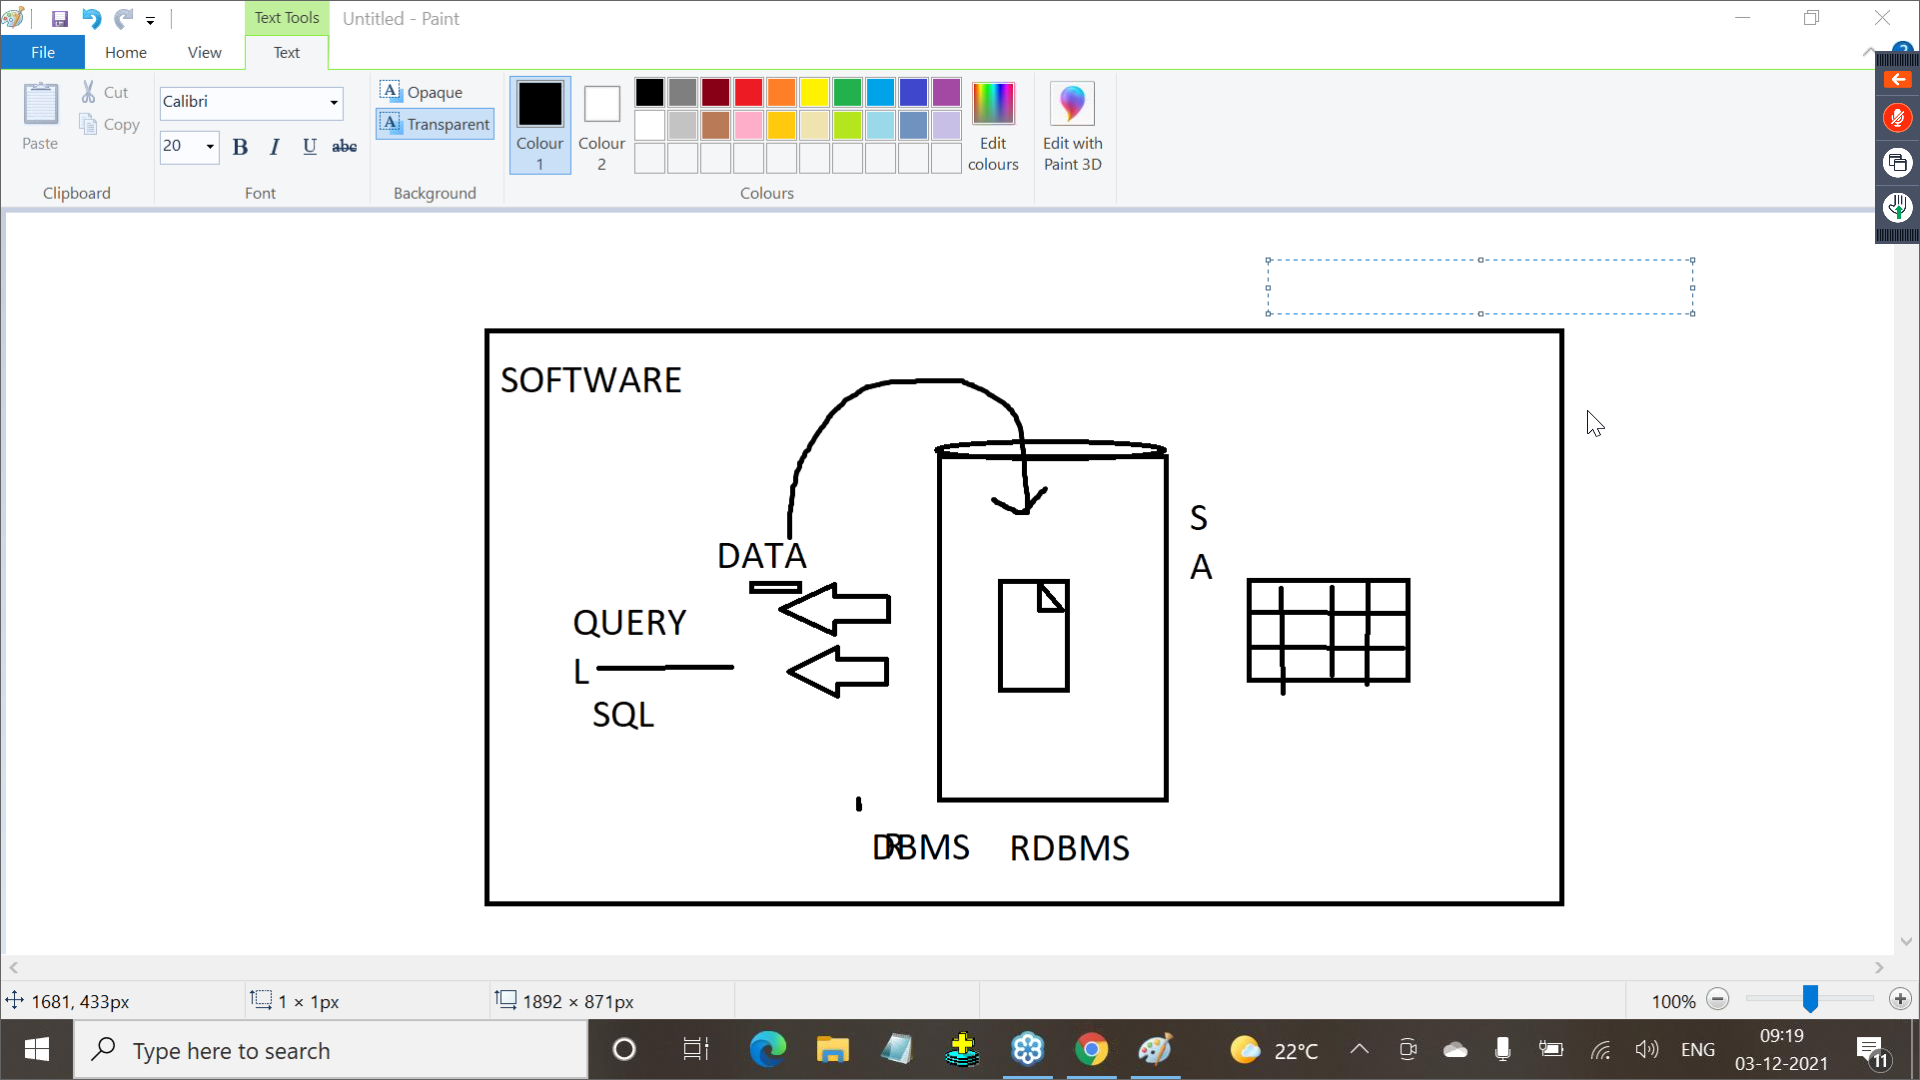 Text Tools
Untitled - Paint
File
Home
View
Text
Paste
Cut
Copy
Clipboard
Calibri
20
B I U abc
Font
A Opaque
A Transparent
Background
Colour 1
Colour 2
Edit colours
Colours
Edit with Paint 3D
SOFTWARE
DATA
S
A
QUERY
L
SQL
DBMS
R
RDBMS
1681, 433px
1 × 1px
1892 × 871px
100%
Type here to search
22°C
ENG
09:19
03-12-2021
11